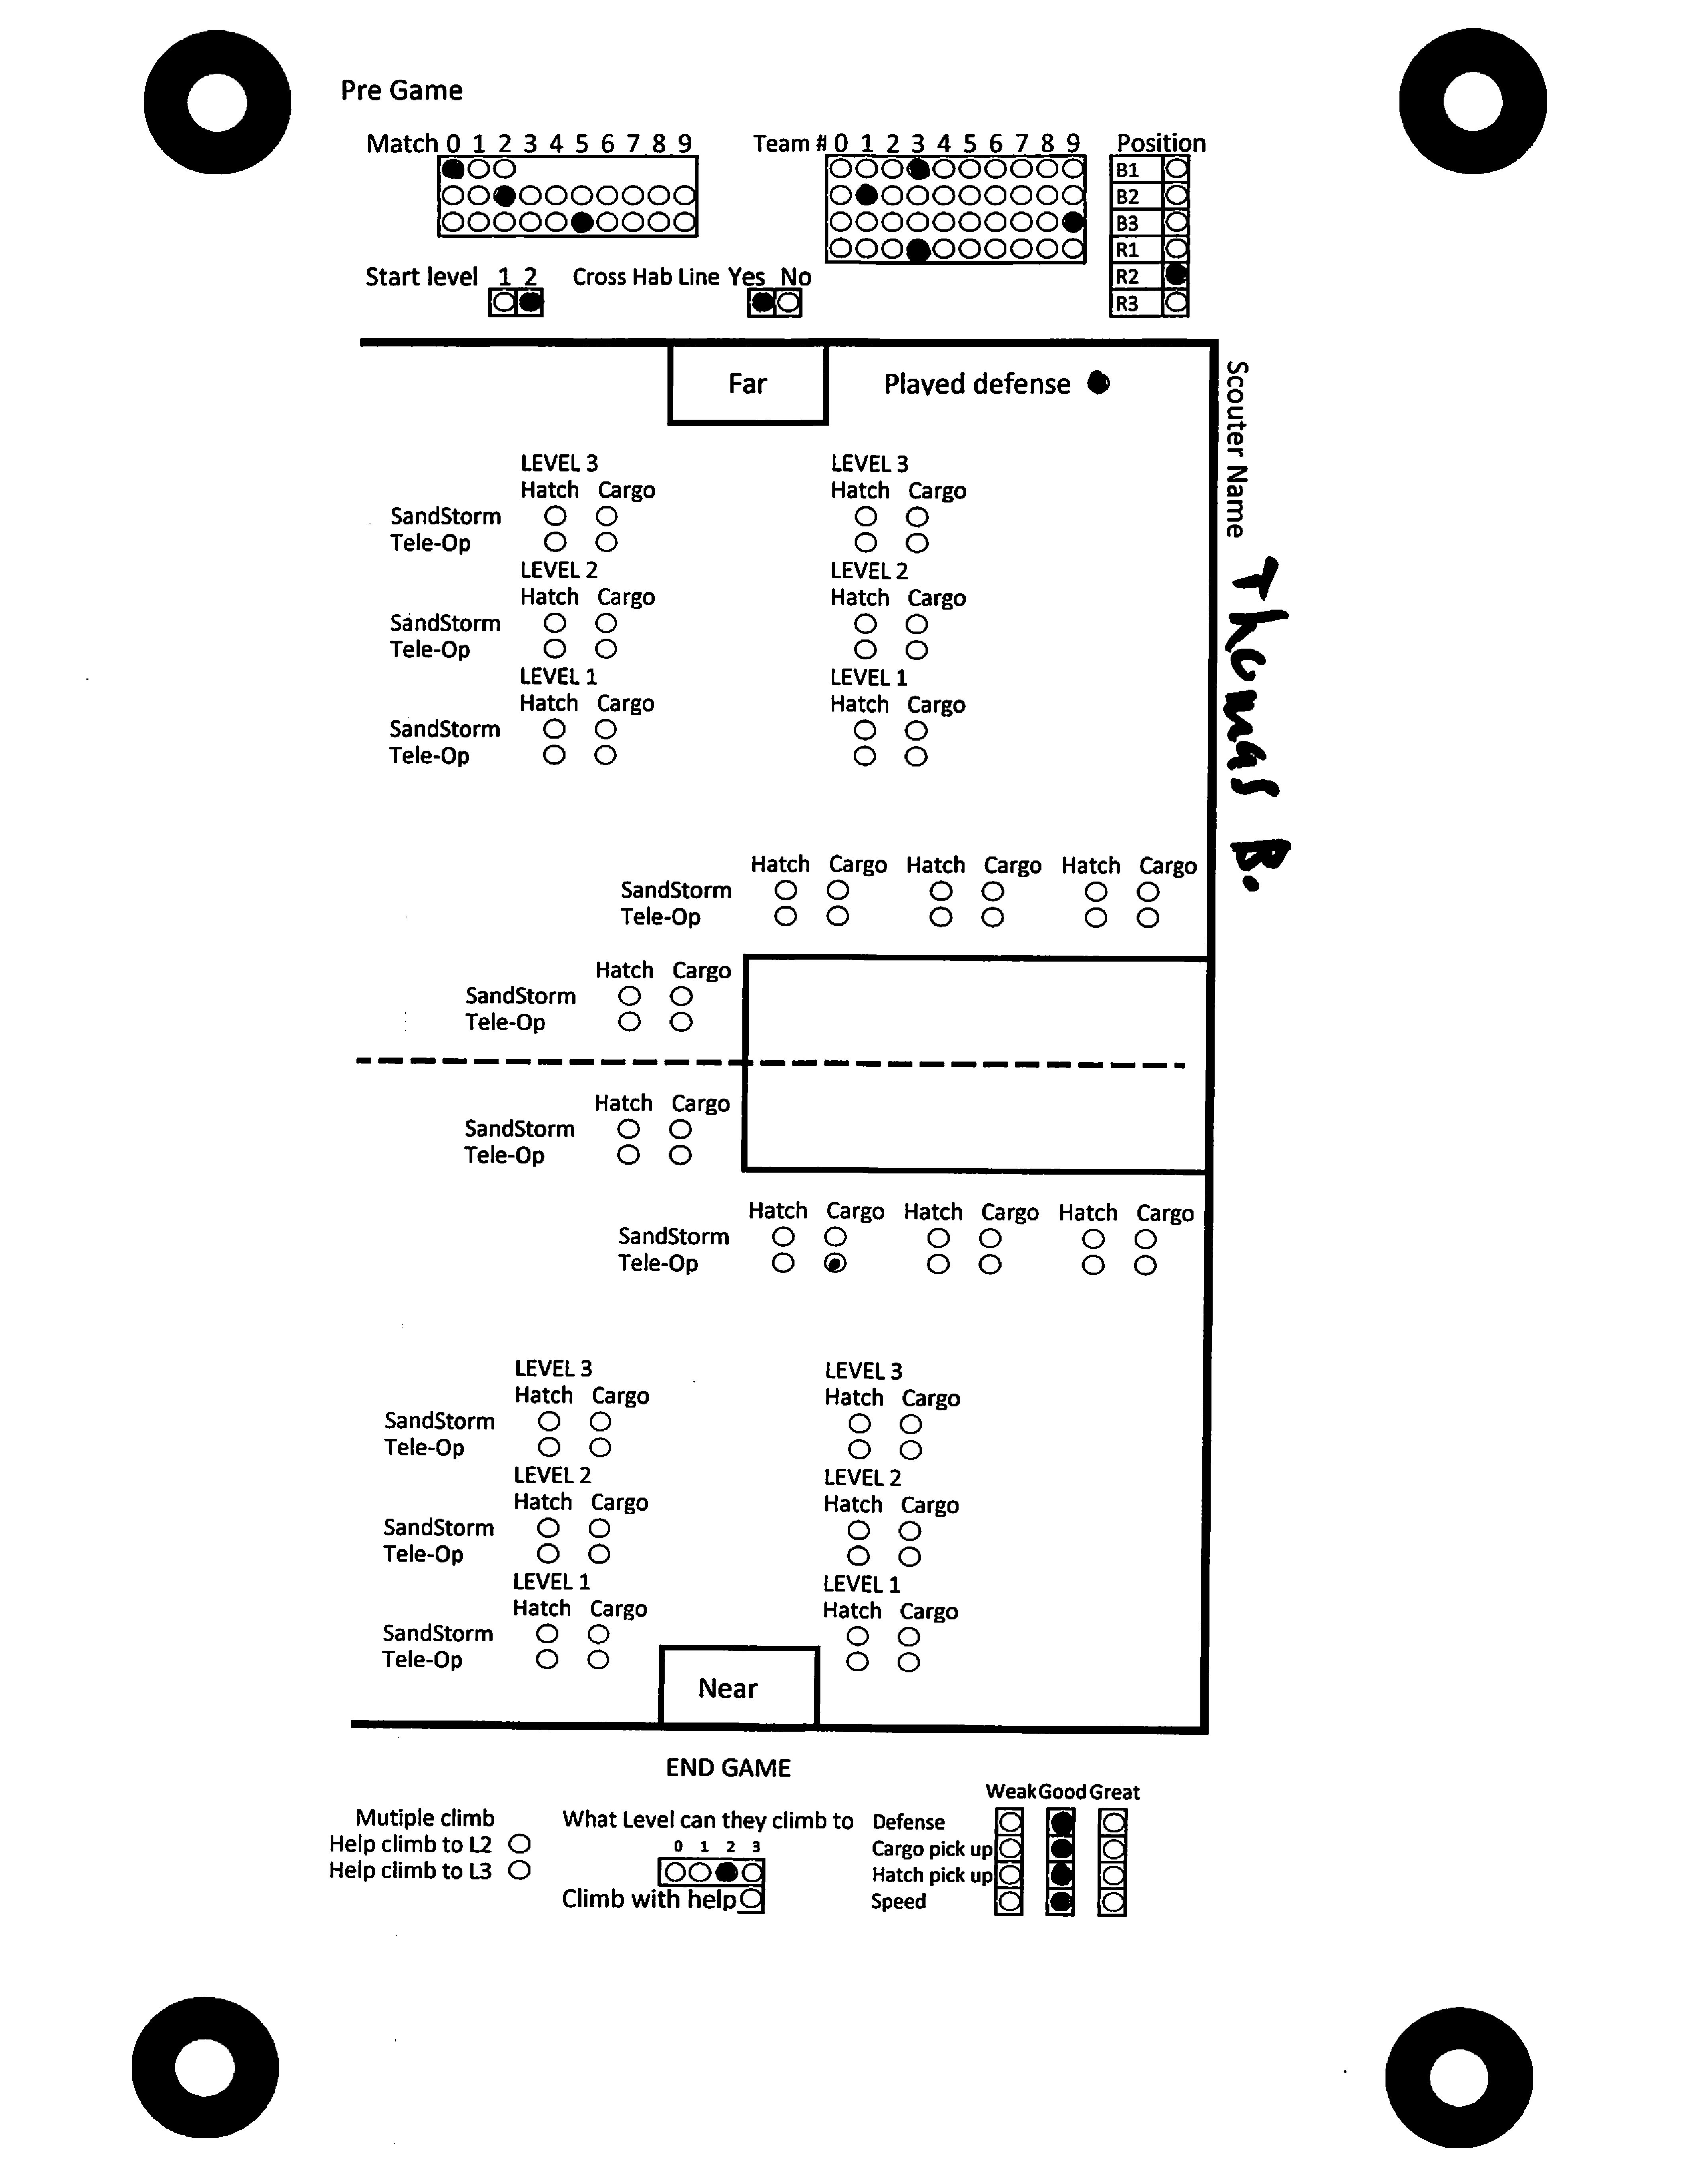 Pre Game
Match 0 1 2 3 4 5 6 7 8 9
Team # 0 1 2 3 4 5 6 7 8 9
Position
B1
B2
B3
R1
R2
R3
Start level 1 2
Cross Hab Line Yes No
Far
Played defense
Scouter Name Thomas B.
LEVEL 3 LEVEL 3
Hatch Cargo Hatch Cargo
SandStorm
Tele-Op
LEVEL 2 LEVEL 2
Hatch Cargo Hatch Cargo
SandStorm
Tele-Op
LEVEL 1 LEVEL 1
Hatch Cargo Hatch Cargo
SandStorm
Tele-Op
Hatch Cargo Hatch Cargo Hatch Cargo
SandStorm
Tele-Op
Hatch Cargo
SandStorm
Tele-Op
Hatch Cargo
SandStorm
Tele-Op
Hatch Cargo Hatch Cargo Hatch Cargo
SandStorm
Tele-Op
LEVEL 3 LEVEL 3
Hatch Cargo Hatch Cargo
SandStorm
Tele-Op
LEVEL 2 LEVEL 2
Hatch Cargo Hatch Cargo
SandStorm
Tele-Op
LEVEL 1 LEVEL 1
Hatch Cargo Hatch Cargo
SandStorm
Tele-Op
Near
END GAME
Mutiple climb
Help climb to L2
Help climb to L3
What Level can they climb to
0 1 2 3
Climb with help
Weak Good Great
Defense
Cargo pick up
Hatch pick up
Speed